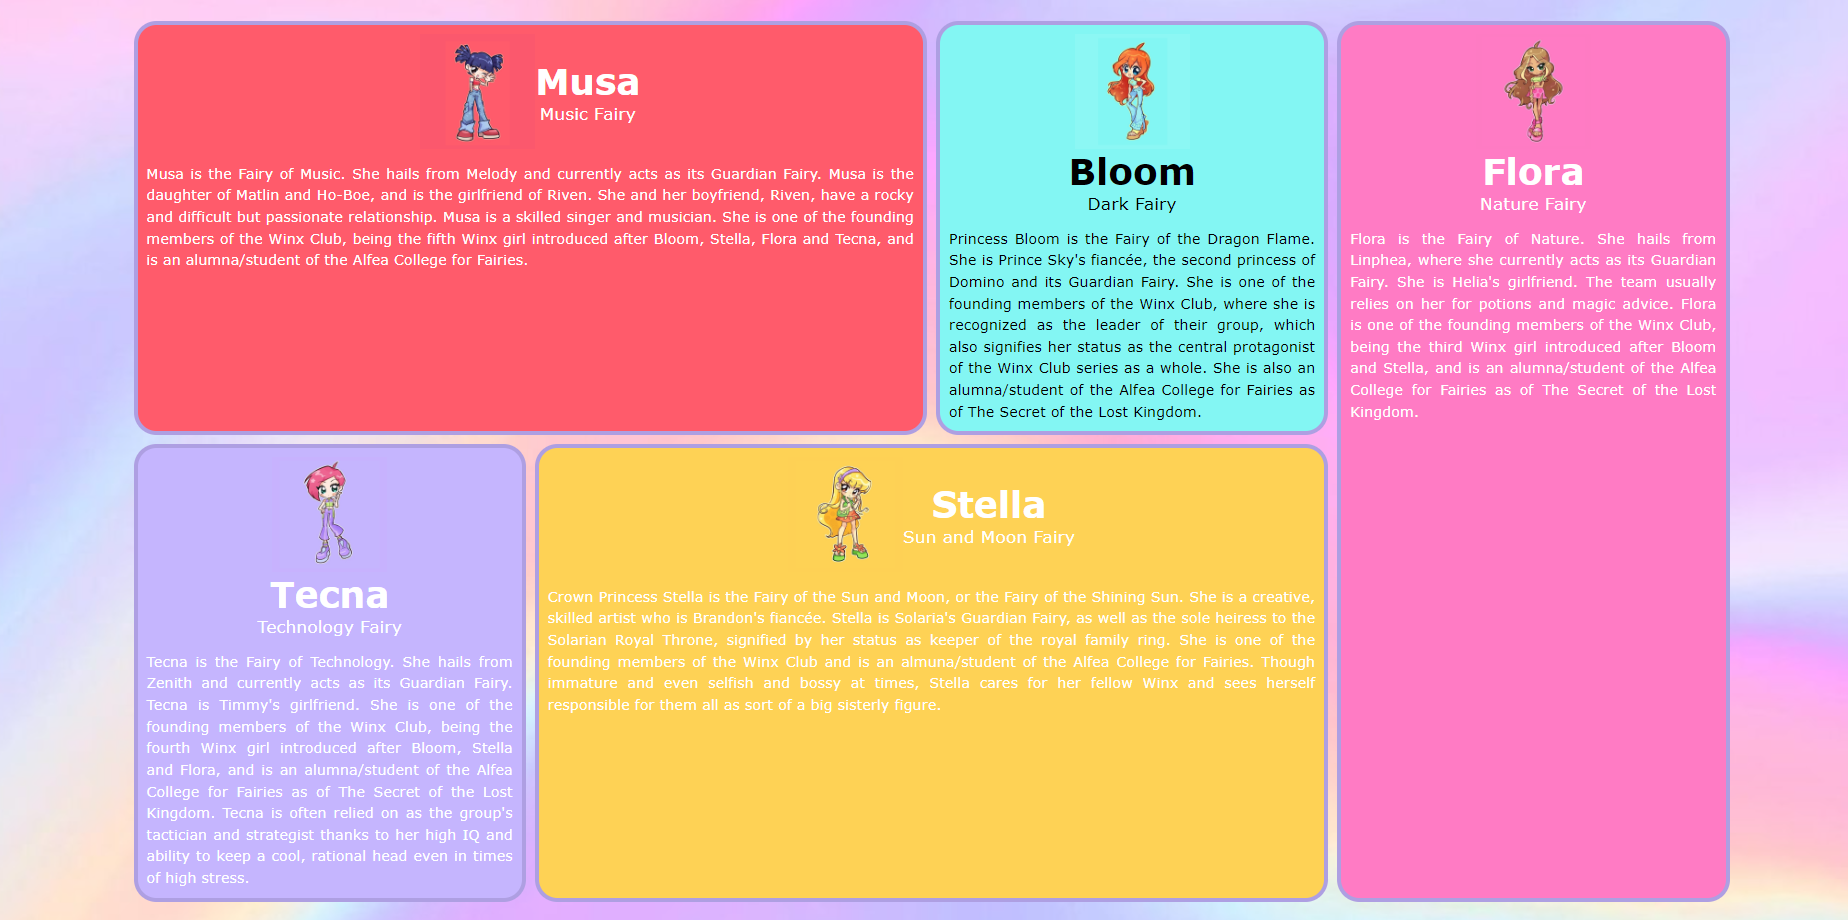 Musa
Music Fairy
Musa is the Fairy of Music. She hails from Melody and currently acts as its Guardian Fairy. Musa is the
daughter of Matlin and Ho-Boe, and is the girlfriend of Riven. She and her boyfriend, Riven, have a rocky
and difficult but passionate relationship. Musa is a skilled singer and musician. She is one of the founding
members of the Winx Club, being the fifth Winx girl introduced after Bloom, Stella, Flora and Tecna, and
is an alumna/student of the Alfea College for Fairies.
Bloom
Dark Fairy
Princess Bloom is the Fairy of the Dragon Flame.
She is Prince Sky's fiancée, the second princess of
Domino and its Guardian Fairy. She is one of the
founding members of the Winx Club, where she is
recognized as the leader of their group, which
also signifies her status as the central protagonist
of the Winx Club series as a whole. She is also an
alumna/student of the Alfea College for Fairies as
of The Secret of the Lost Kingdom.
Flora
Nature Fairy
Flora is the Fairy of Nature. She hails from
Linphea, where she currently acts as its Guardian
Fairy. She is Helia's girlfriend. The team usually
relies on her for potions and magic advice. Flora
is one of the founding members of the Winx Club,
being the third Winx girl introduced after Bloom
and Stella, and is an alumna/student of the Alfea
College for Fairies as of The Secret of the Lost
Kingdom.
Tecna
Technology Fairy
Tecna is the Fairy of Technology. She hails from
Zenith and currently acts as its Guardian Fairy.
Tecna is Timmy's girlfriend. She is one of the
founding members of the Winx Club, being the
fourth Winx girl introduced after Bloom, Stella
and Flora, and is an alumna/student of the Alfea
College for Fairies as of The Secret of the Lost
Kingdom. Tecna is often relied on as the group's
tactician and strategist thanks to her high IQ and
ability to keep a cool, rational head even in times
of high stress.
Stella
Sun and Moon Fairy
Crown Princess Stella is the Fairy of the Sun and Moon, or the Fairy of the Shining Sun. She is a creative,
skilled artist who is Brandon's fiancée. Stella is Solaria's Guardian Fairy, as well as the sole heiress to the
Solarian Royal Throne, signified by her status as keeper of the royal family ring. She is one of the
founding members of the Winx Club and is an almuna/student of the Alfea College for Fairies. Though
immature and even selfish and bossy at times, Stella cares for her fellow Winx and sees herself
responsible for them all as sort of a big sisterly figure.